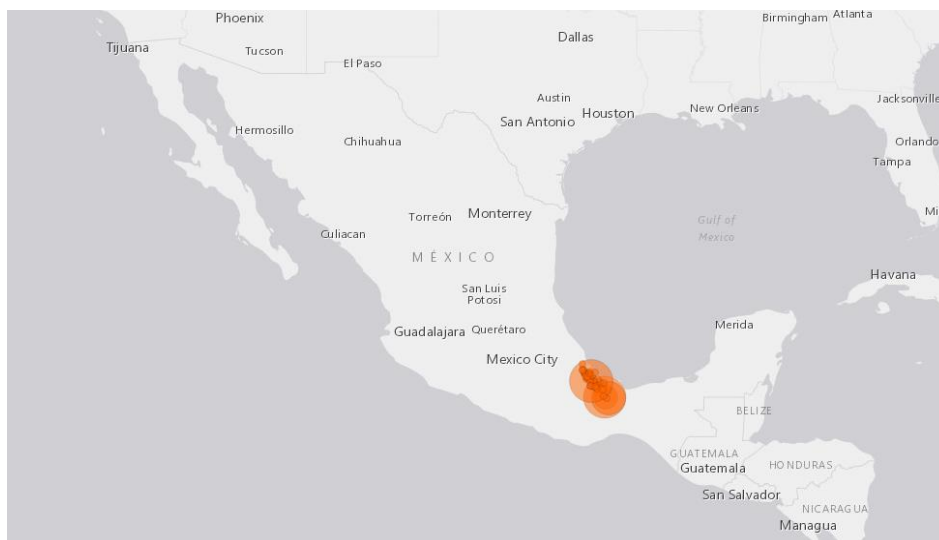 Phoenix
Birmingham
Atlanta
Tijuana
Dallas
Tucson
El Paso
Austin
Jacksonville
New Orleans
Houston
San Antonio
Hermosillo
Chihuahua
Orlando
Tampa
Torreón
Monterrey
Mi
Gulf of
Mexico
Culiacan
MÉXICO
Havana
San Luis
Potosi
Merida
Guadalajara
Querétaro
Mexico City
BELIZE
GUATEMALA
Guatemala
HONDURAS
San Salvador
NICARAGUA
Managua